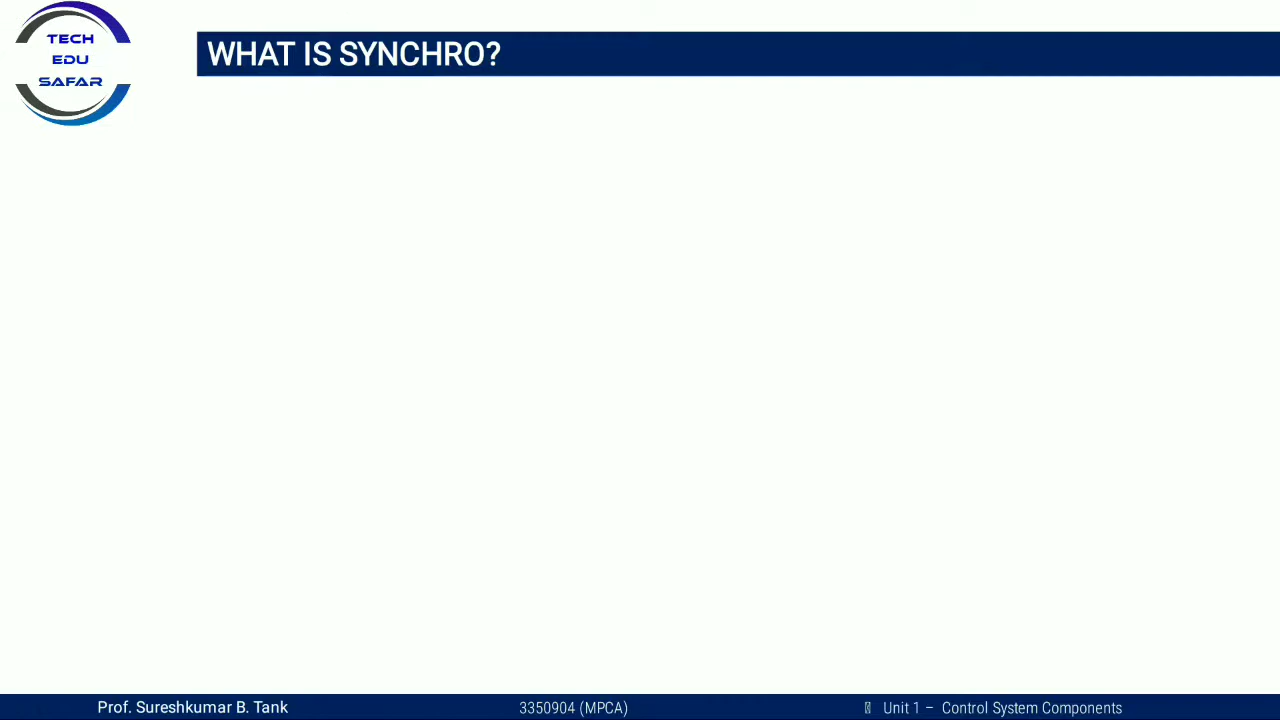 TECH
EDU
SAFAR
WHAT IS SYNCHRO?
Prof. Sureshkumar B. Tank
3350904 (MPCA)
Unit 1 – Control System Components